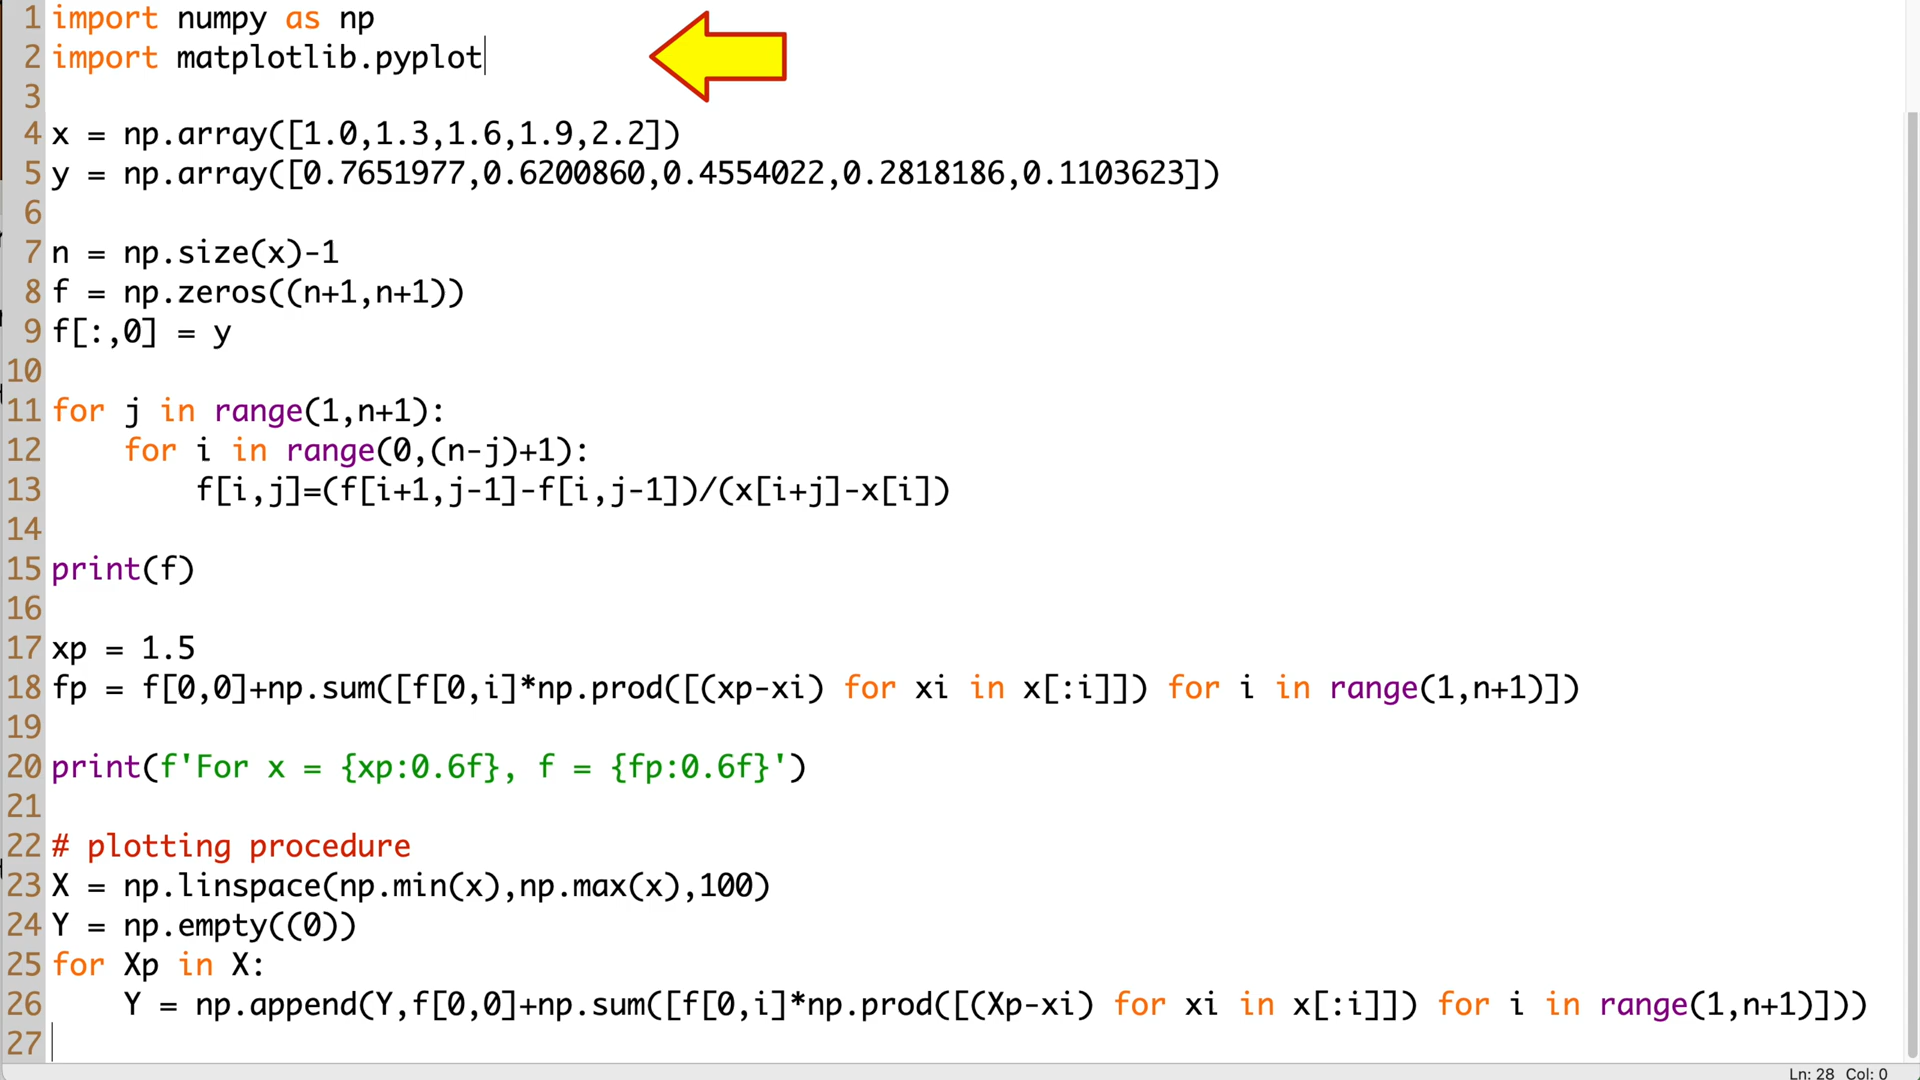 1 import numpy as np
2 import matplotlib.pyplot
3
4 x = np.array([1.0,1.3,1.6,1.9,2.2])
5 y = np.array([0.7651977,0.6200860,0.4554022,0.2818186,0.1103623])
6
7 n = np.size(x)-1
8 f = np.zeros((n+1,n+1))
9 f[:,0] = y
10
11 for j in range(1,n+1):
12     for i in range(0,(n-j)+1):
13         f[i,j]=(f[i+1,j-1]-f[i,j-1])/(x[i+j]-x[i])
14
15 print(f)
16
17 xp = 1.5
18 fp = f[0,0]+np.sum([f[0,i]*np.prod([(xp-xi) for xi in x[:i]]) for i in range(1,n+1)])
19
20 print(f'For x = {xp:0.6f}, f = {fp:0.6f}')
21
22 # plotting procedure
23 X = np.linspace(np.min(x),np.max(x),100)
24 Y = np.empty((0))
25 for Xp in X:
26     Y = np.append(Y,f[0,0]+np.sum([f[0,i]*np.prod([(Xp-xi) for xi in x[:i]]) for i in range(1,n+1)]))
27
Ln: 28 Col: 0